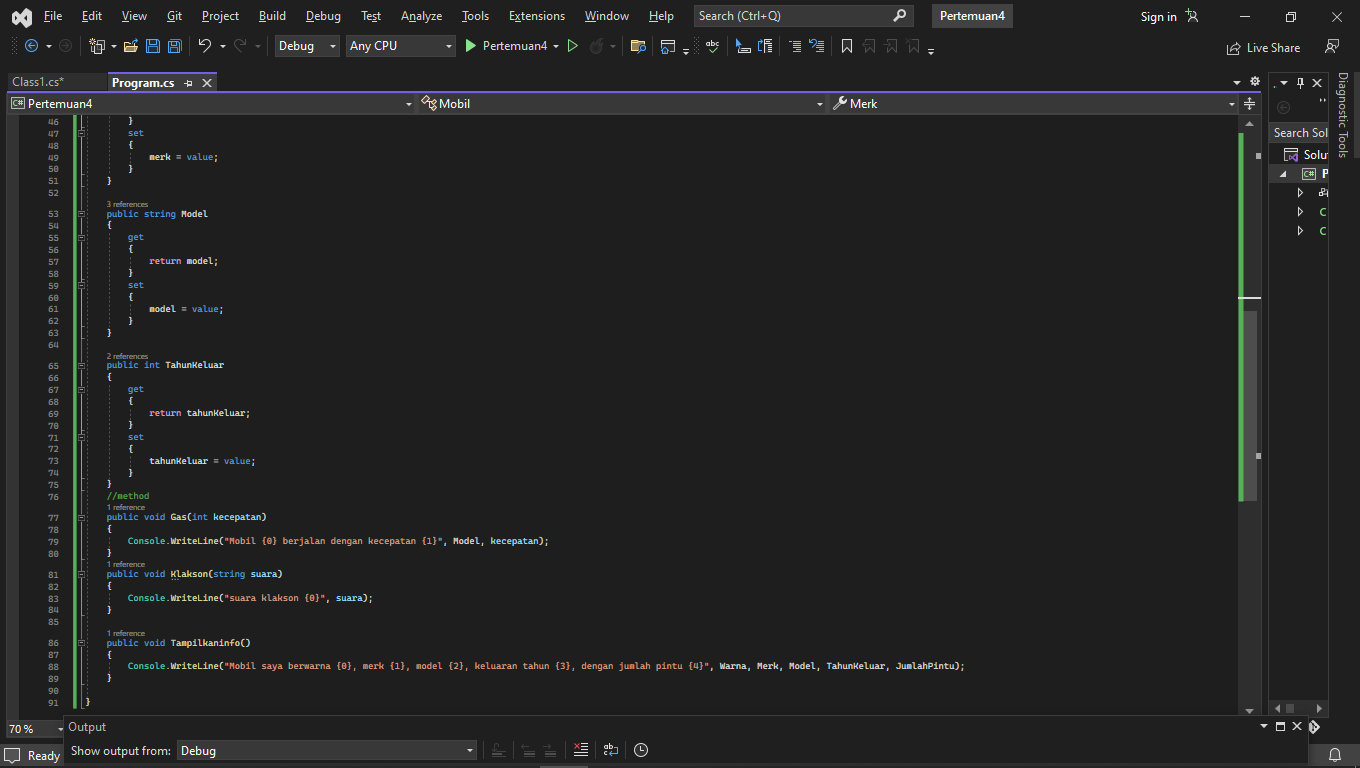 File Edit View Git Project Build Debug Test Analyze Tools Extensions Window Help Search (Ctrl+Q) Pertemuan4 Sign in
Debug Any CPU Pertemuan4 Live Share
Class1.cs* Program.cs
Pertemuan4 Mobil Merk
46 }
47 set
48 {
49 merk = value;
50 }
51 }
52
3 references
53 public string Model
54 {
55 get
56 {
57 return model;
58 }
59 set
60 {
61 model = value;
62 }
63 }
64
2 references
65 public int TahunKeluar
66 {
67 get
68 {
69 return tahunKeluar;
70 }
71 set
72 {
73 tahunKeluar = value;
74 }
75 }
76 //method
1 reference
77 public void Gas(int kecepatan)
78 {
79 Console.WriteLine("Mobil {0} berjalan dengan kecepatan {1}", Model, kecepatan);
80 }
1 reference
81 public void Klakson(string suara)
82 {
83 Console.WriteLine("suara klakson {0}", suara);
84 }
85
1 reference
86 public void Tampilkaninfo()
87 {
88 Console.WriteLine("Mobil saya berwarna {0}, merk {1}, model {2}, keluaran tahun {3}, dengan jumlah pintu {4}", Warna, Merk, Model, TahunKeluar, JumlahPintu);
89 }
90
91 }
70 %
Output
Show output from: Debug
Ready
Search Sol
Solu
C# P
C
C
Diagnostic Tools